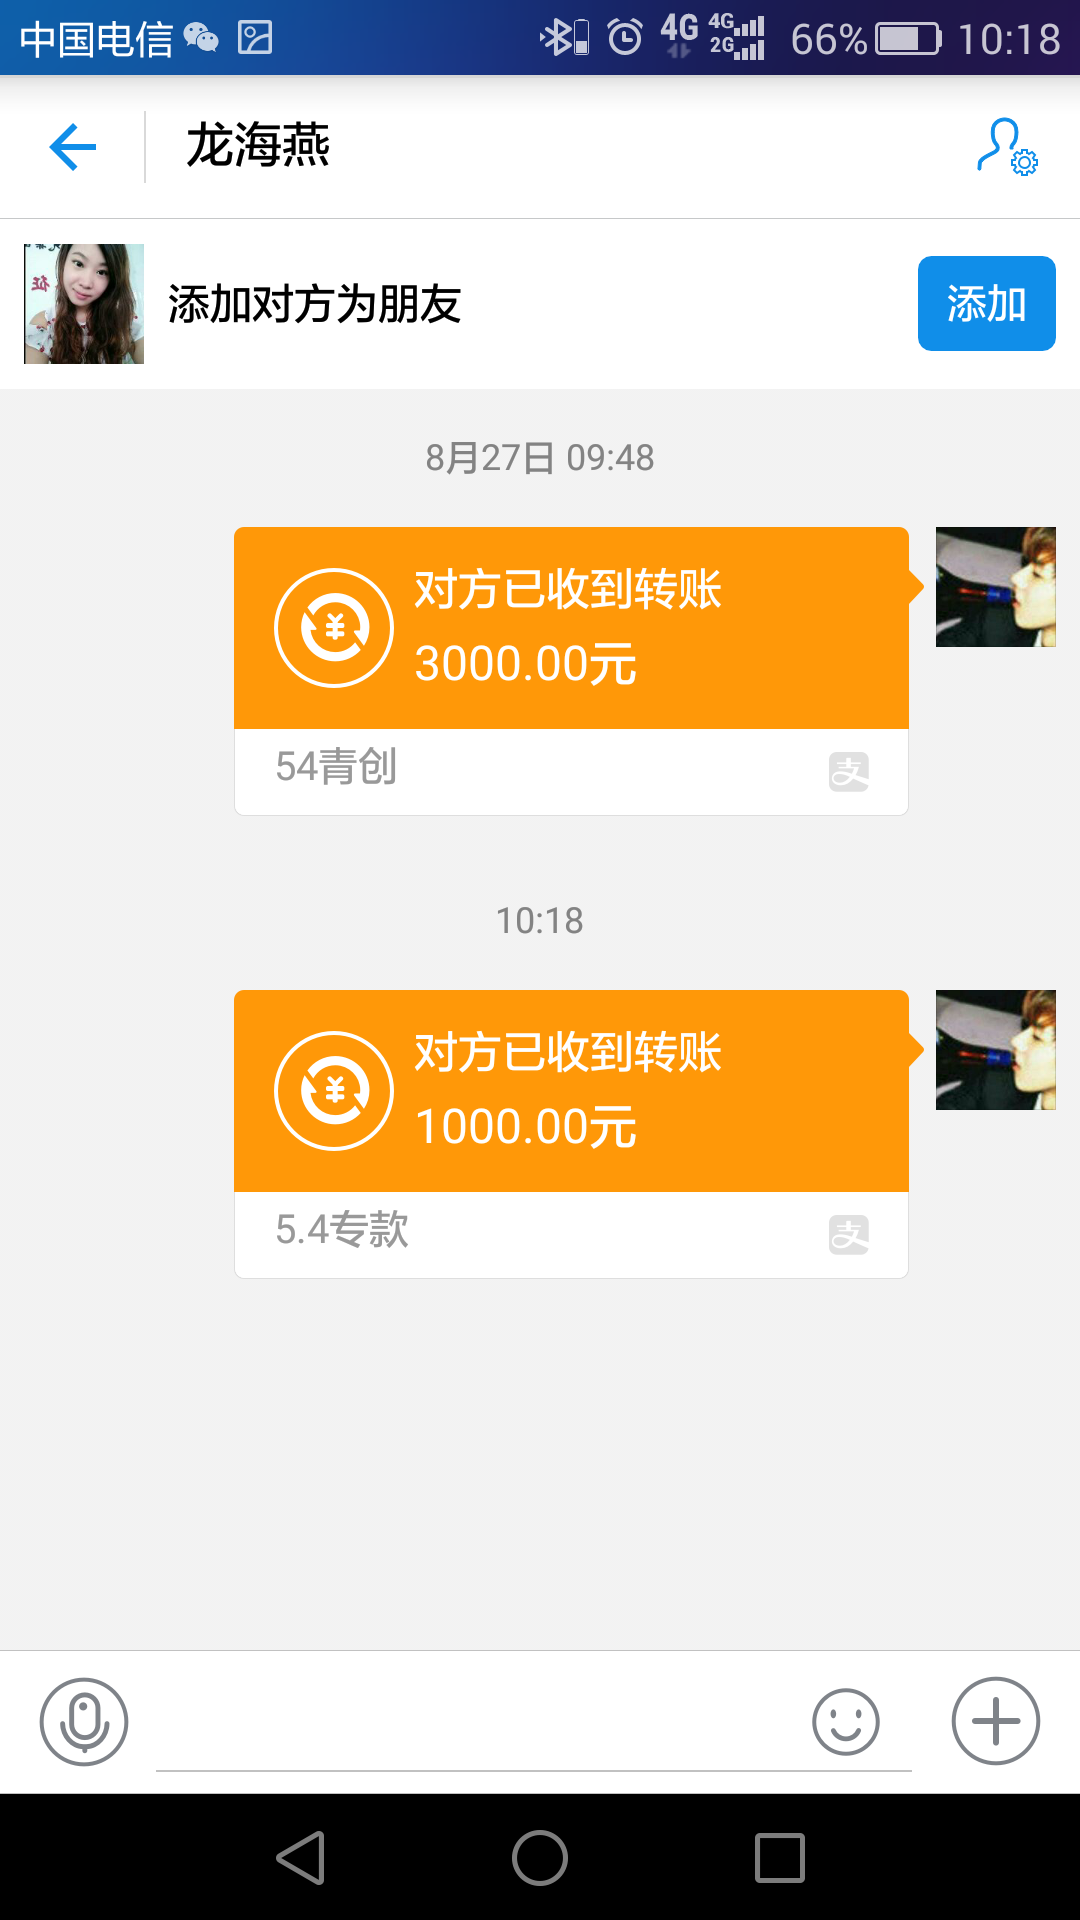 中国电信 4G 4G 2G 66% 10:18
龙海燕
添加对方为朋友 添加
8月27日 09:48
对方已收到转账
3000.00元
54青创 支
10:18
对方已收到转账
1000.00元
5.4专款 支